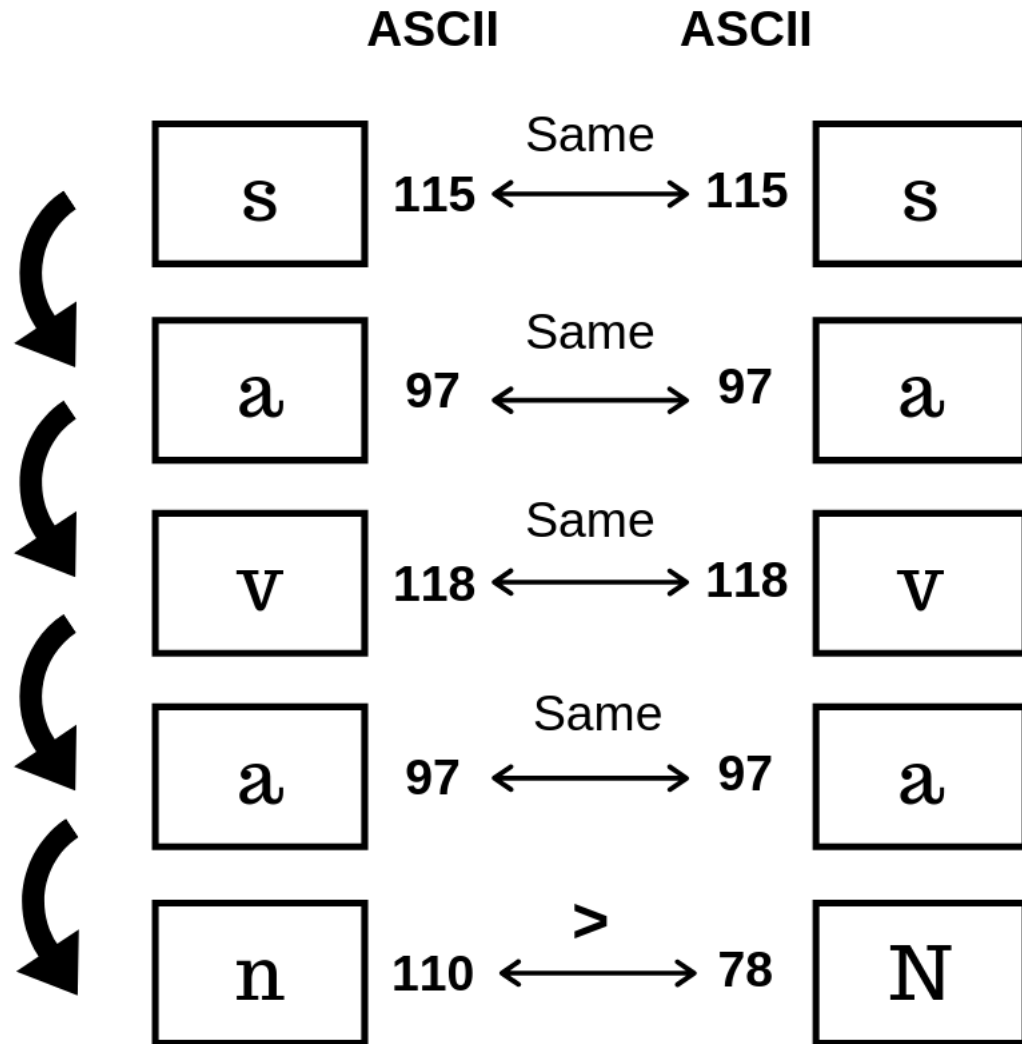 ASCII ASCII
Same
s 115 115 s
Same
a 97 97 a
Same
v 118 118 v
Same
a 97 97 a
>
n 110 78 N